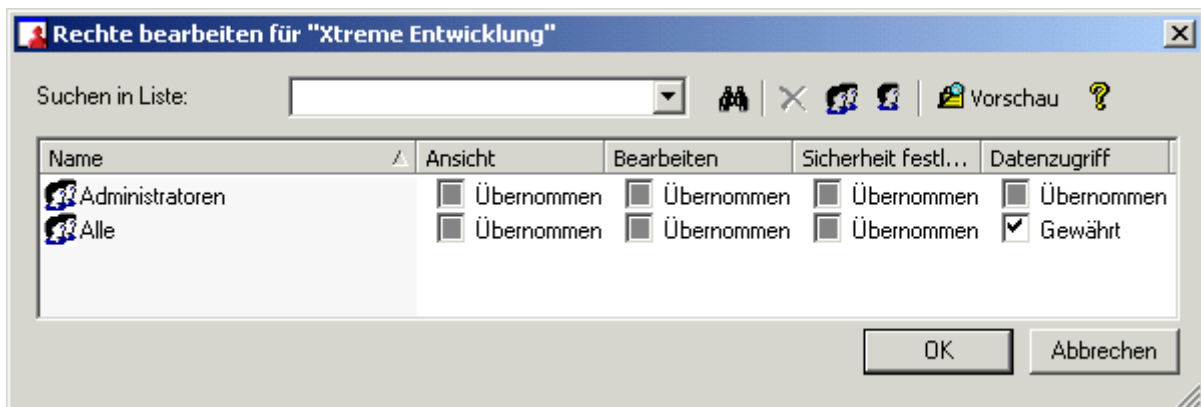 Rechte bearbeiten für "Xtreme Entwicklung"
Suchen in Liste: Vorschau
Name Ansicht Bearbeiten Sicherheit festl... Datenzugriff
Administratoren Übernommen Übernommen Übernommen Übernommen
Alle Übernommen Übernommen Übernommen Gewährt
OK Abbrechen